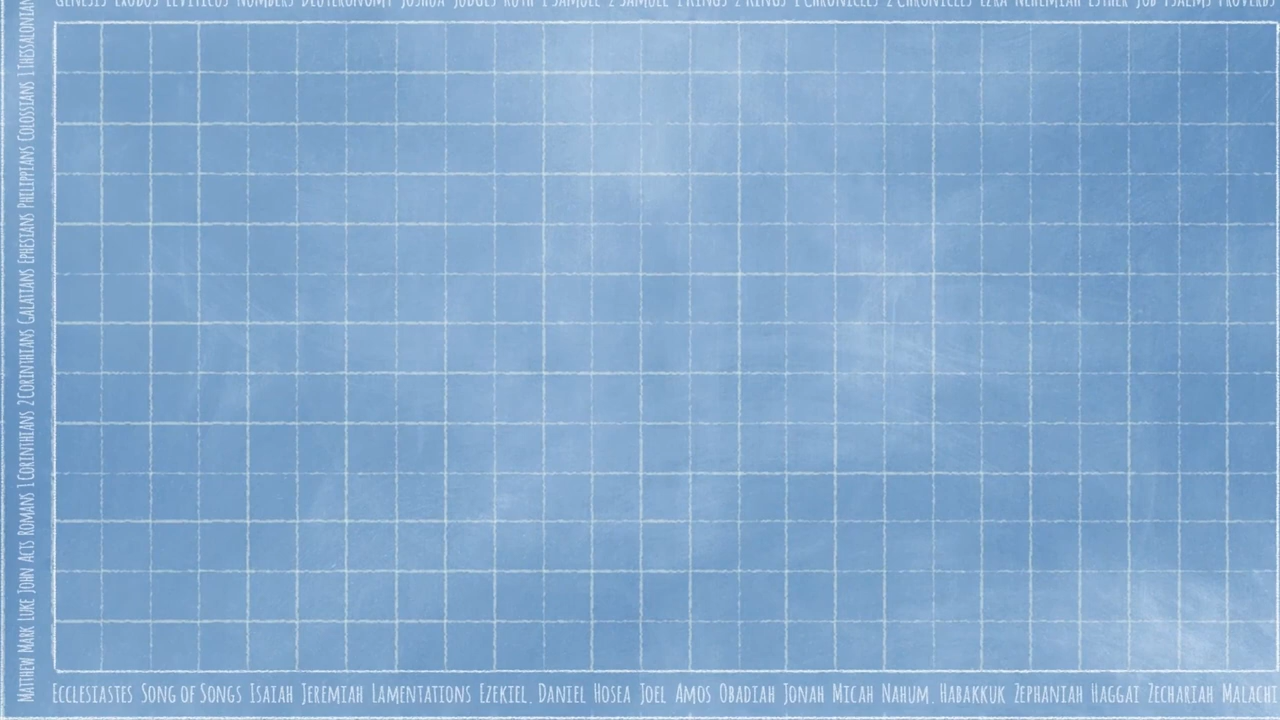 Genesis Exodus Leviticus Numbers Deuteronomy Joshua Judges Ruth 1 Samuel 2 Samuel 1 Kings 2 Kings 1 Chronicles 2 Chronicles Ezra Nehemiah Esther Job Psalms Proverbs
Matthew Mark Luke John Acts Romans 1 Corinthians 2 Corinthians Galatians Ephesians Philippians Colossians 1 Thessalonian
Ecclesiastes Song of Songs Isaiah Jeremiah Lamentations Ezekiel. Daniel Hosea Joel Amos Obadiah Jonah Micah Nahum. Habakkuk Zephaniah Haggai Zechariah Malachi